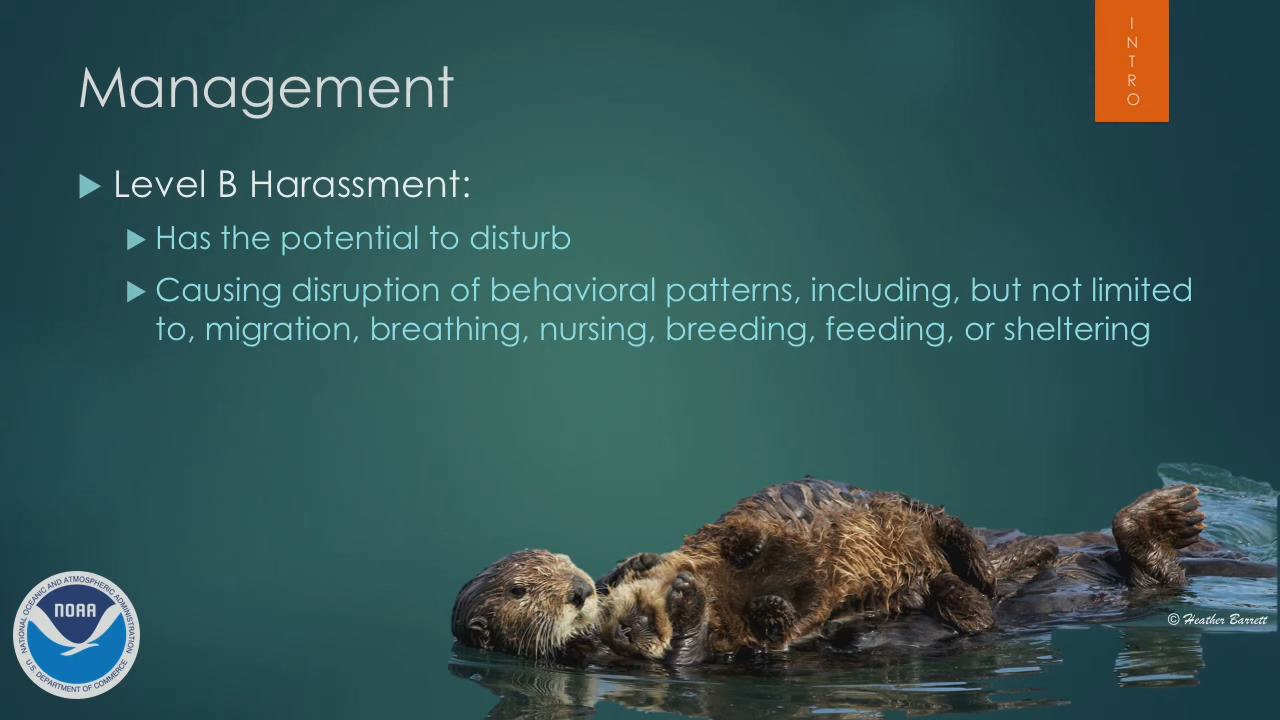 I
N
T
R
O
Management
Level B Harassment:
Has the potential to disturb
Causing disruption of behavioral patterns, including, but not limited
to, migration, breathing, nursing, breeding, feeding, or sheltering
© Heather Barrett
NATIONAL OCEANIC AND ATMOSPHERIC ADMINISTRATION
NOAA
U.S. DEPARTMENT OF COMMERCE